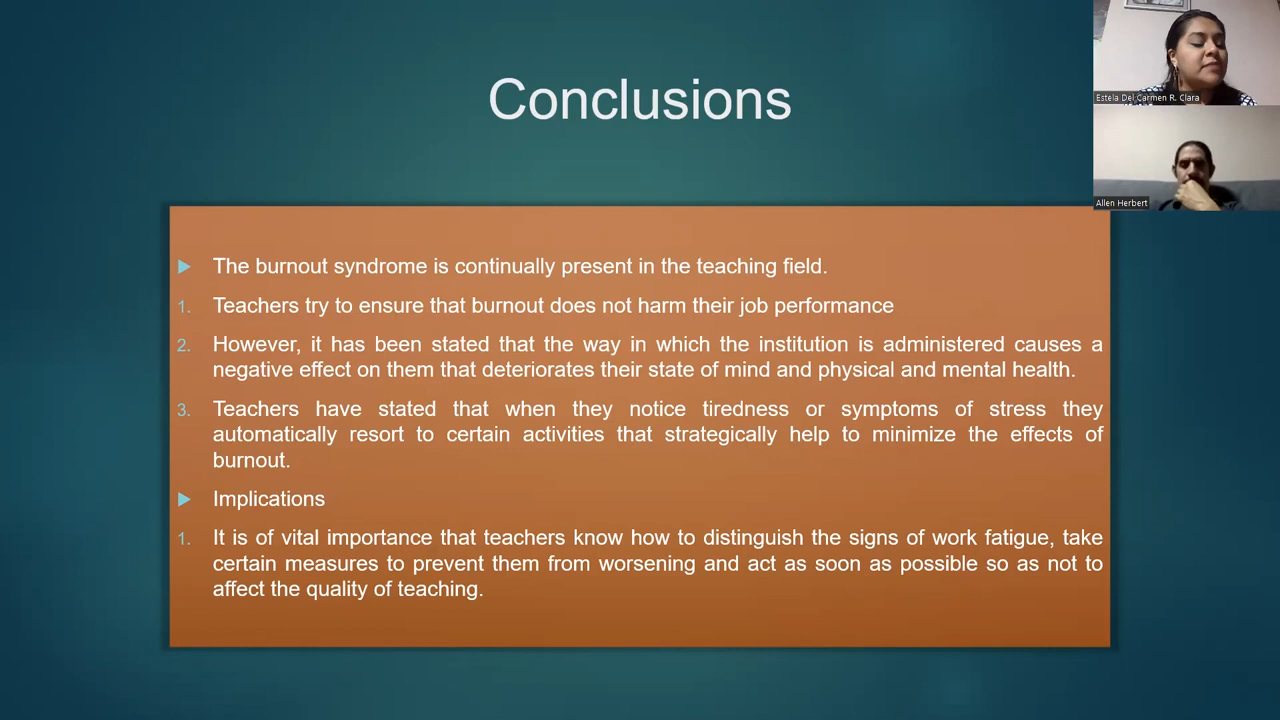 Conclusions
Estela Del Carmen R. Clara
Allen Herbert
The burnout syndrome is continually present in the teaching field.
1. Teachers try to ensure that burnout does not harm their job performance
2. However, it has been stated that the way in which the institution is administered causes a
negative effect on them that deteriorates their state of mind and physical and mental health.
3. Teachers have stated that when they notice tiredness or symptoms of stress they
automatically resort to certain activities that strategically help to minimize the effects of
burnout.
Implications
1. It is of vital importance that teachers know how to distinguish the signs of work fatigue, take
certain measures to prevent them from worsening and act as soon as possible so as not to
affect the quality of teaching.